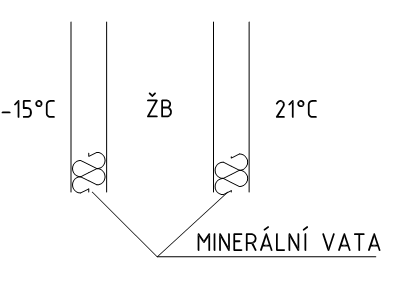 -15°C ŽB 21°C
MINERÁLNÍ VATA